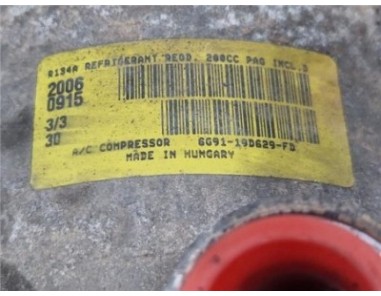 R134A REFRIGERANT REQD. 200CC PAG INCL.D
2006
0915
3/3
30
A/C COMPRESSOR 6G91-19D629-FD
MADE IN HUNGARY